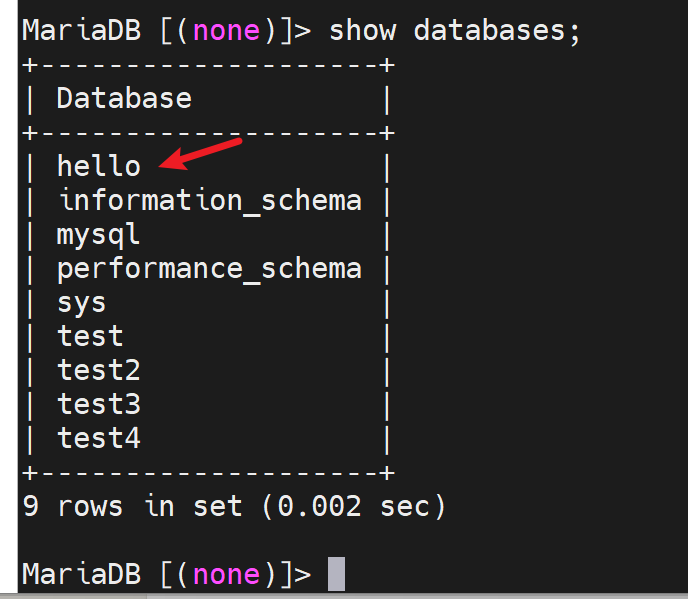 MariaDB [(none)]> show databases;
+--------------------+
| Database           |
+--------------------+
| hello              |
| information_schema |
| mysql              |
| performance_schema |
| sys                |
| test               |
| test2              |
| test3              |
| test4              |
+--------------------+
9 rows in set (0.002 sec)
MariaDB [(none)]>